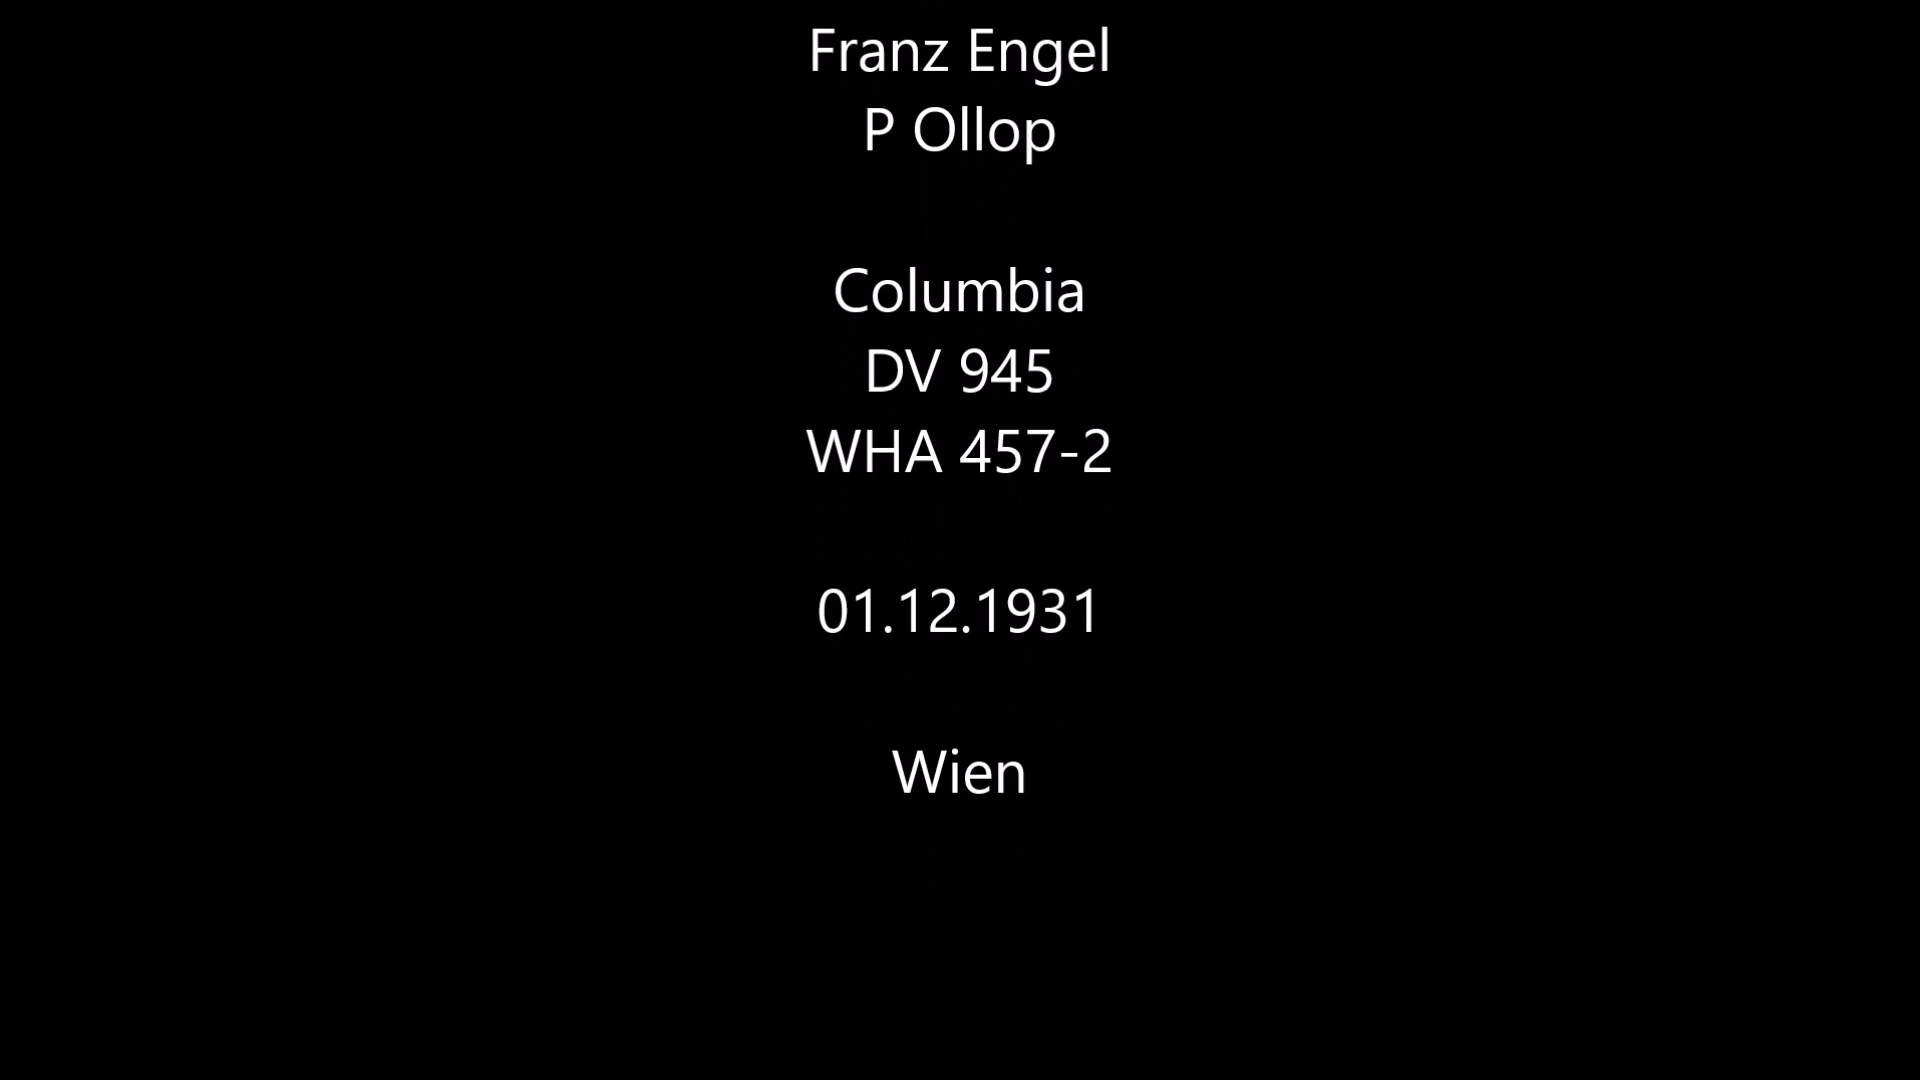 Franz Engel
P Ollop
Columbia
DV 945
WHA 457-2
01.12.1931
Wien